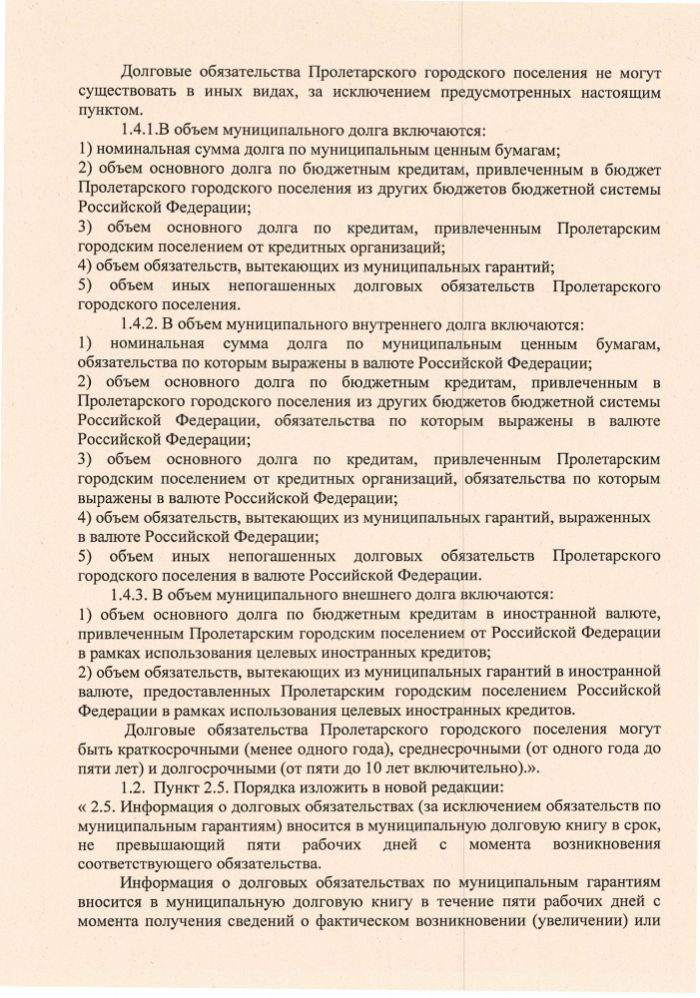 Долговые обязательства Пролетарского городского поселения не могут
существовать в иных видах, за исключением предусмотренных настоящим
пунктом.
1.4.1.В объем муниципального долга включаются:
1) номинальная сумма долга по муниципальным ценным бумагам;
2) объем основного долга по бюджетным кредитам, привлеченным в бюджет
Пролетарского городского поселения из других бюджетов бюджетной системы
Российской Федерации;
3) объем основного долга по кредитам, привлеченным Пролетарским
городским поселением от кредитных организаций;
4) объем обязательств, вытекающих из муниципальных гарантий;
5) объем иных непогашенных долговых обязательств Пролетарского
городского поселения.
1.4.2. В объем муниципального внутреннего долга включаются:
1) номинальная сумма долга по муниципальным ценным бумагам,
обязательства по которым выражены в валюте Российской Федерации;
2) объем основного долга по бюджетным кредитам, привлеченным в
Пролетарского городского поселения из других бюджетов бюджетной системы
Российской Федерации, обязательства по которым выражены в валюте
Российской Федерации;
3) объем основного долга по кредитам, привлеченным Пролетарским
городским поселением от кредитных организаций, обязательства по которым
выражены в валюте Российской Федерации;
4) объем обязательств, вытекающих из муниципальных гарантий, выраженных
в валюте Российской Федерации;
5) объем иных непогашенных долговых обязательств Пролетарского
городского поселения в валюте Российской Федерации.
1.4.3. В объем муниципального внешнего долга включаются:
1) объем основного долга по бюджетным кредитам в иностранной валюте,
привлеченным Пролетарским городским поселением от Российской Федерации
в рамках использования целевых иностранных кредитов;
2) объем обязательств, вытекающих из муниципальных гарантий в иностранной
валюте, предоставленных Пролетарским городским поселением Российской
Федерации в рамках использования целевых иностранных кредитов.
Долговые обязательства Пролетарского городского поселения могут
быть краткосрочными (менее одного года), среднесрочными (от одного года до
пяти лет) и долгосрочными (от пяти до 10 лет включительно).».
1.2. Пункт 2.5. Порядка изложить в новой редакции:
« 2.5. Информация о долговых обязательствах (за исключением обязательств по
муниципальным гарантиям) вносится в муниципальную долговую книгу в срок,
не превышающий пяти рабочих дней с момента возникновения
соответствующего обязательства.
Информация о долговых обязательствах по муниципальным гарантиям
вносится в муниципальную долговую книгу в течение пяти рабочих дней с
момента получения сведений о фактическом возникновении (увеличении) или